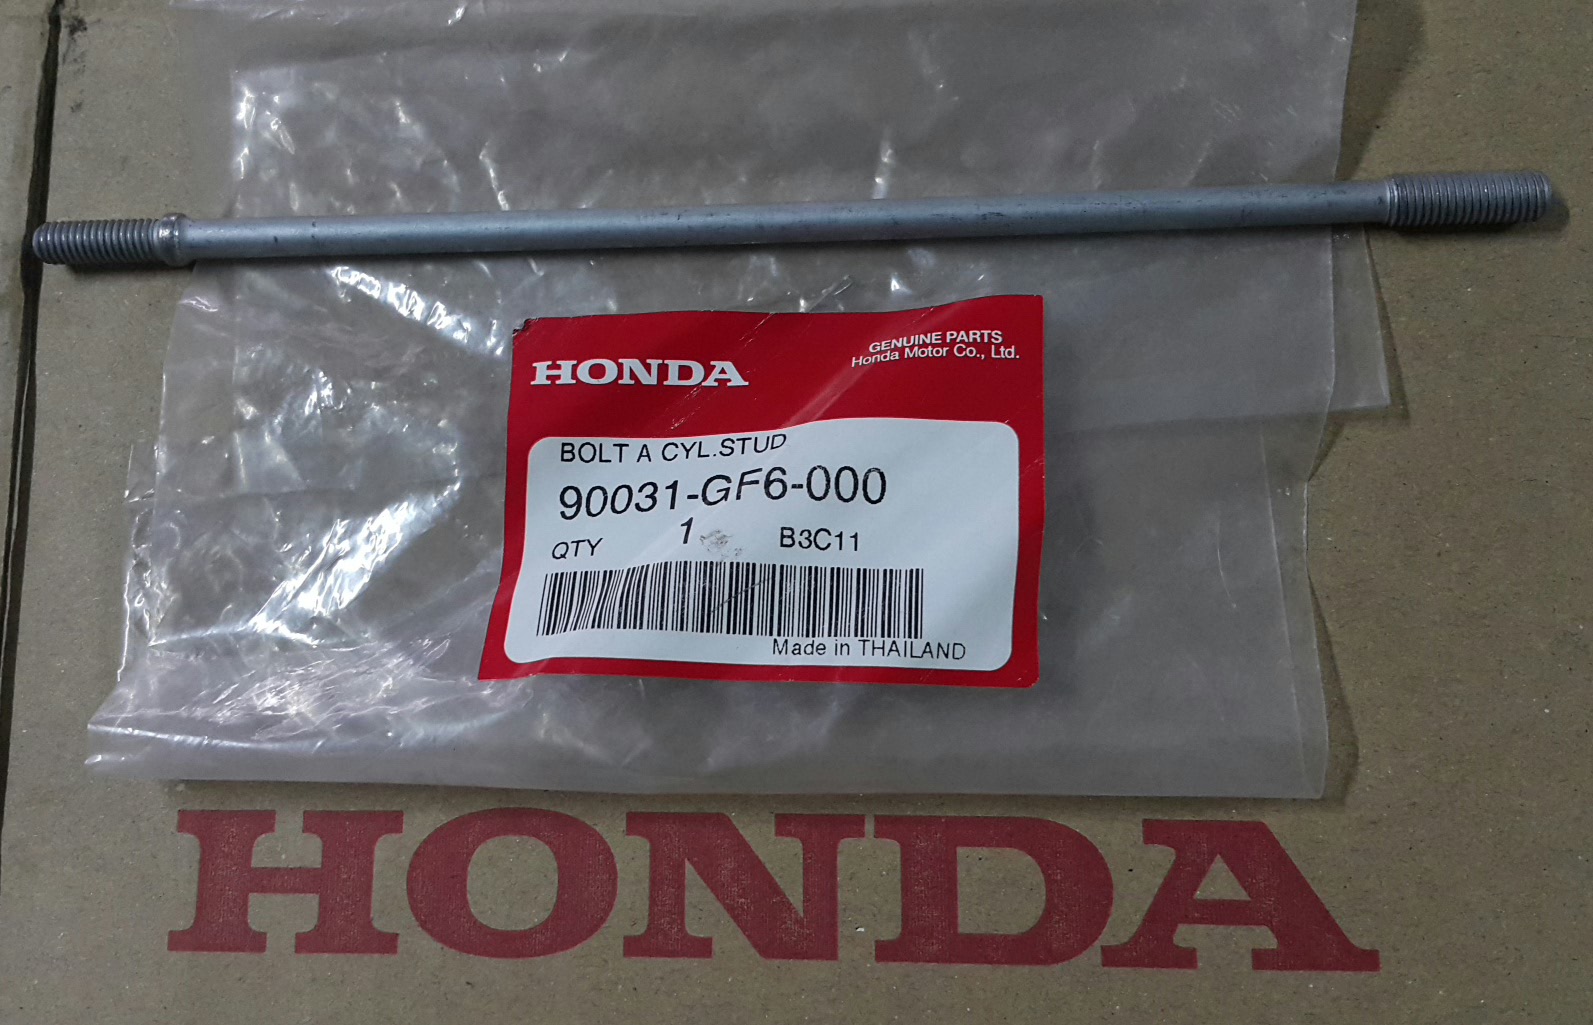 HONDA
GENUINE PARTS
Honda Motor Co., Ltd.
BOLT A CYL.STUD
90031-GF6-000
QTY 1 B3C11
Made in THAILAND
HONDA